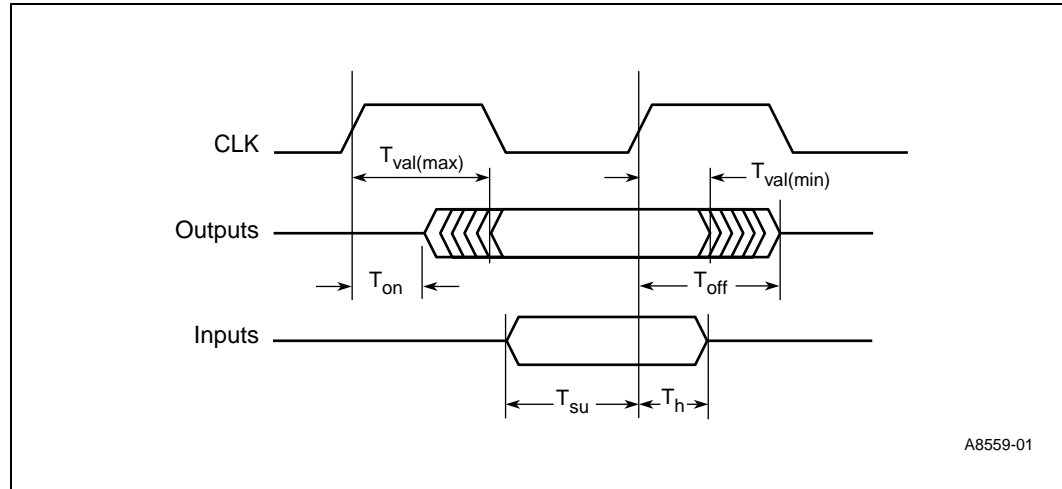 CLK
Tval(max)
Tval(min)
Outputs
Ton
Toff
Inputs
Tsu
Th
A8559-01